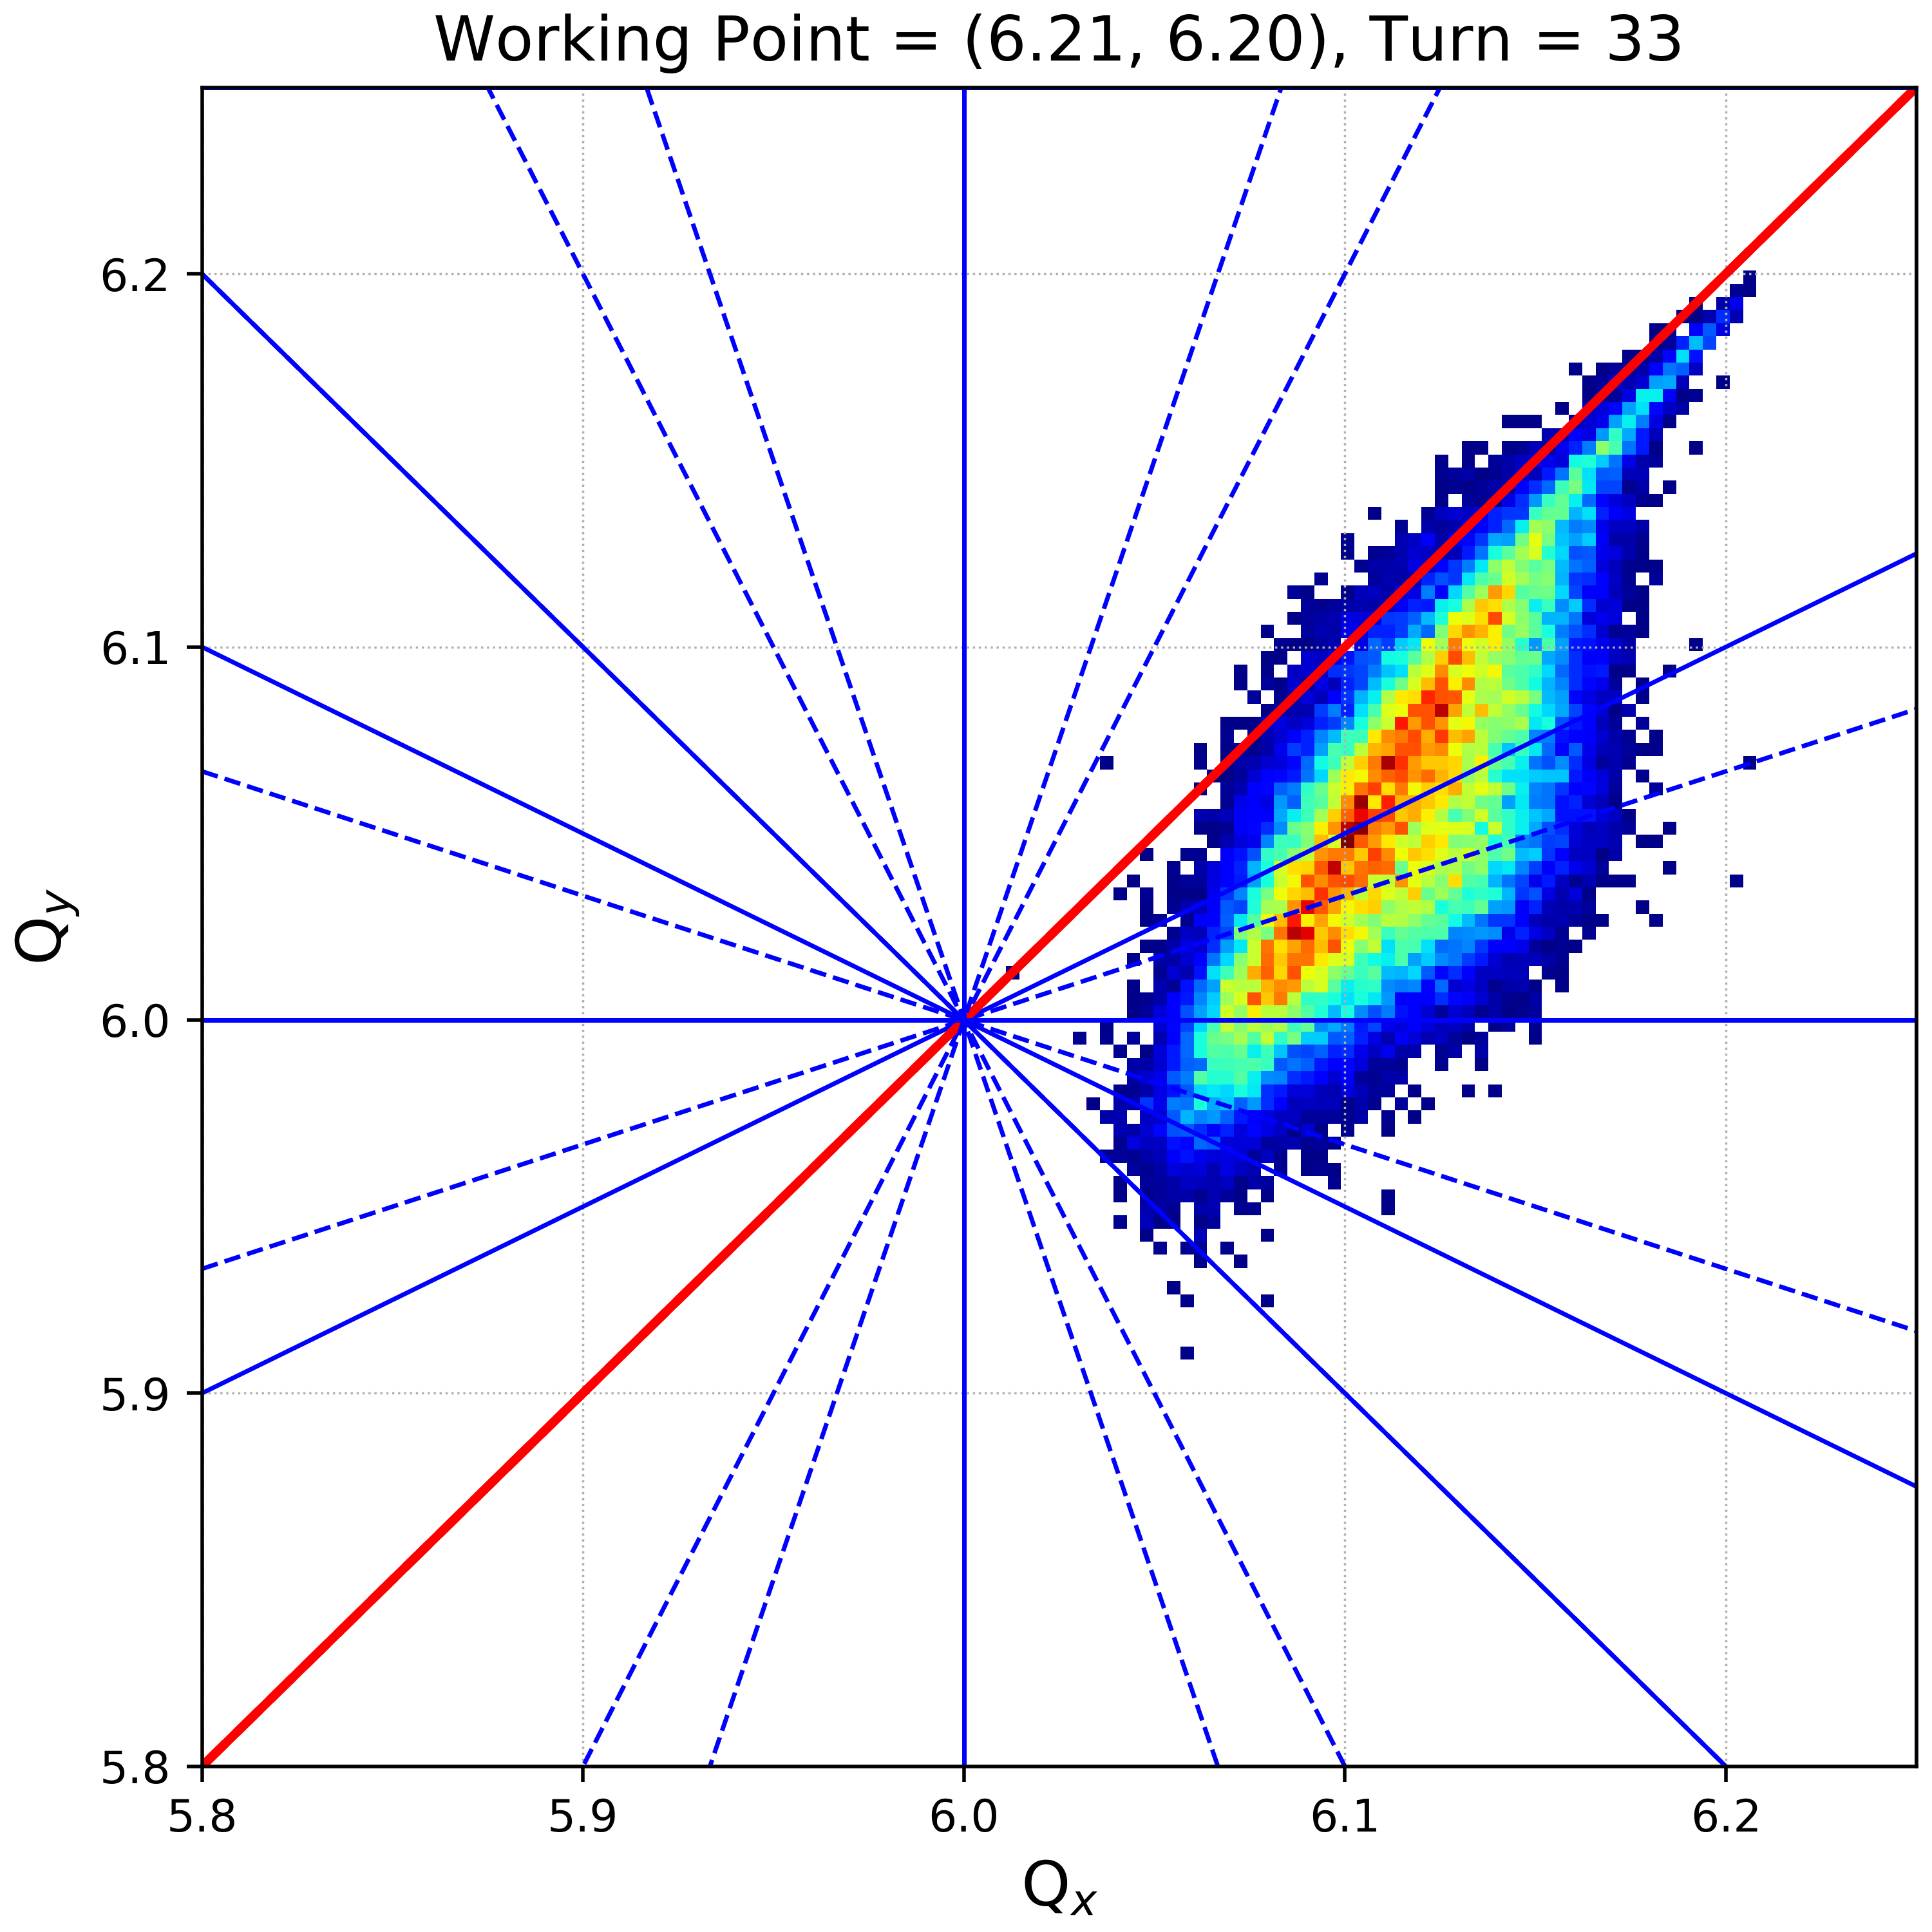 Working Point = (6.21, 6.20), Turn = 33
6.2
6.1
6.0
5.9
5.8
Qy
5.8 5.9 6.0 6.1 6.2
Qx